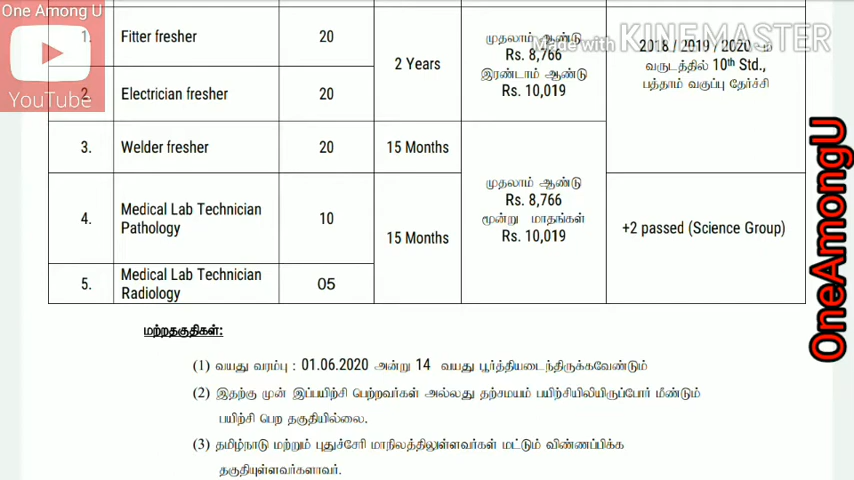 One Among U
YouTube
Made with KINEMASTER
1. Fitter fresher 20
2. Electrician fresher 20
2 Years
முதலாம் ஆண்டு
Rs. 8,766
இரண்டாம் ஆண்டு
Rs. 10,019
2018 / 2019 / 2020 -ம்
வருடத்தில் 10th Std.,
பத்தாம் வகுப்பு தேர்ச்சி
3. Welder fresher 20 15 Months
4. Medical Lab Technician
Pathology 10
5. Medical Lab Technician
Radiology 05
15 Months
முதலாம் ஆண்டு
Rs. 8,766
மூன்று மாதங்கள்
Rs. 10,019
+2 passed (Science Group)
மற்றதகுதிகள்:
(1) வயது வரம்பு : 01.06.2020 அன்று 14 வயது பூர்த்தியடைந்திருக்கவேண்டும்
(2) இதற்கு முன் இப்பயிற்சி பெற்றவர்கள் அல்லது தற்சமயம் பயிற்சியிலியிருப்போர் மீண்டும்
பயிற்சி பெற தகுதியில்லை.
(3) தமிழ்நாடு மற்றும் புதுச்சேரி மாநிலத்திலுள்ளவர்கள் மட்டும் விண்ணப்பிக்க
தகுதியுள்ளவர்களாவர்.
OneAmongU